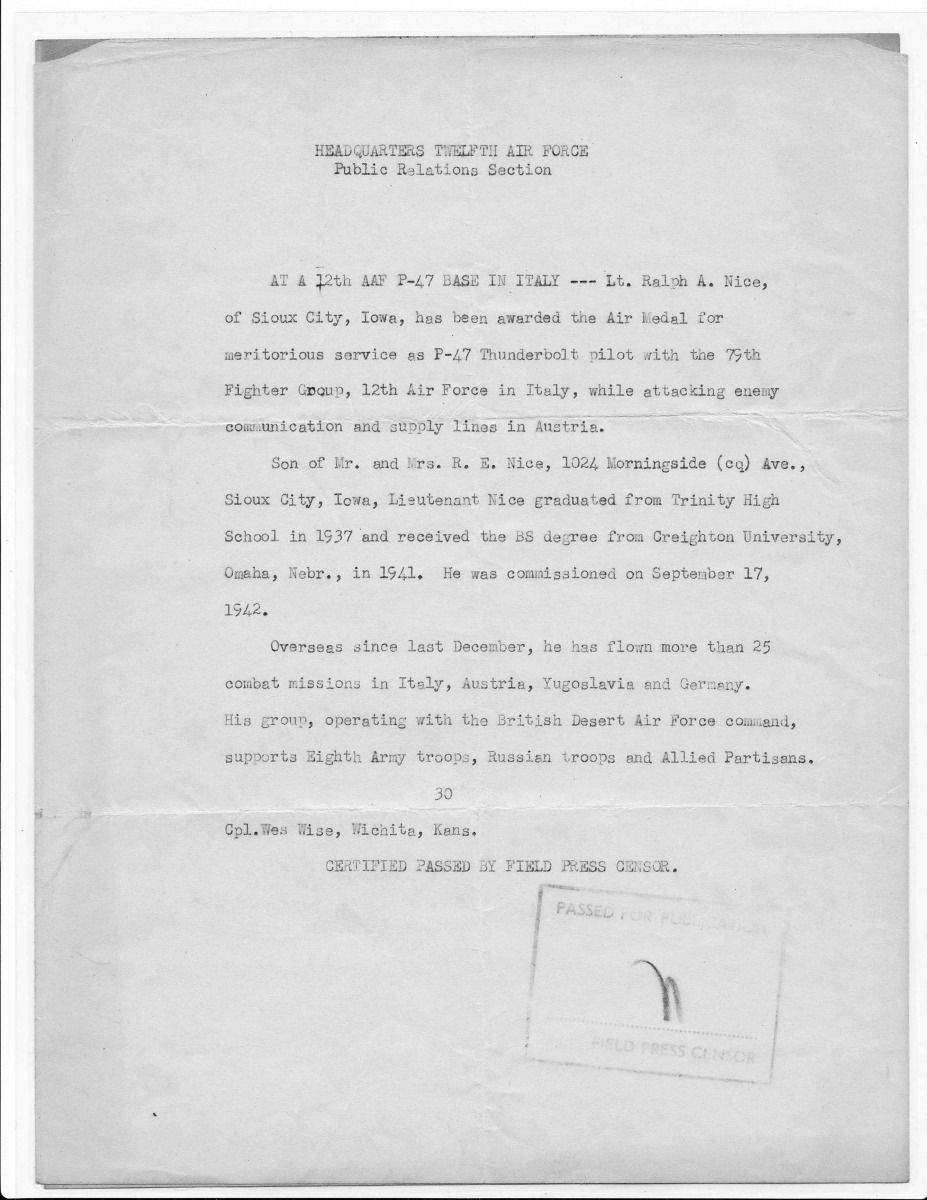 HEADQUARTERS TWELFTH AIR FORCE
Public Relations Section
AT A 12th AAF P-47 BASE IN ITALY --- Lt. Ralph A. Nice,
of Sioux City, Iowa, has been awarded the Air Medal for
meritorious service as P-47 Thunderbolt pilot with the 79th
Fighter Group, 12th Air Force in Italy, while attacking enemy
communication and supply lines in Austria.
Son of Mr. and Mrs. R. E. Nice, 1024 Morningside (cq) Ave.,
Sioux City, Iowa, Lieutenant Nice graduated from Trinity High
School in 1937 and received the BS degree from Creighton University,
Omaha, Nebr., in 1941. He was commissioned on September 17,
1942.
Overseas since last December, he has flown more than 25
combat missions in Italy, Austria, Yugoslavia and Germany.
His group, operating with the British Desert Air Force command,
supports Eighth Army troops, Russian troops and Allied Partisans.
30
Cpl.Wes Wise, Wichita, Kans.
CERTIFIED PASSED BY FIELD PRESS CENSOR.
PASSED FOR PUBLICATION
FIELD PRESS CENSOR